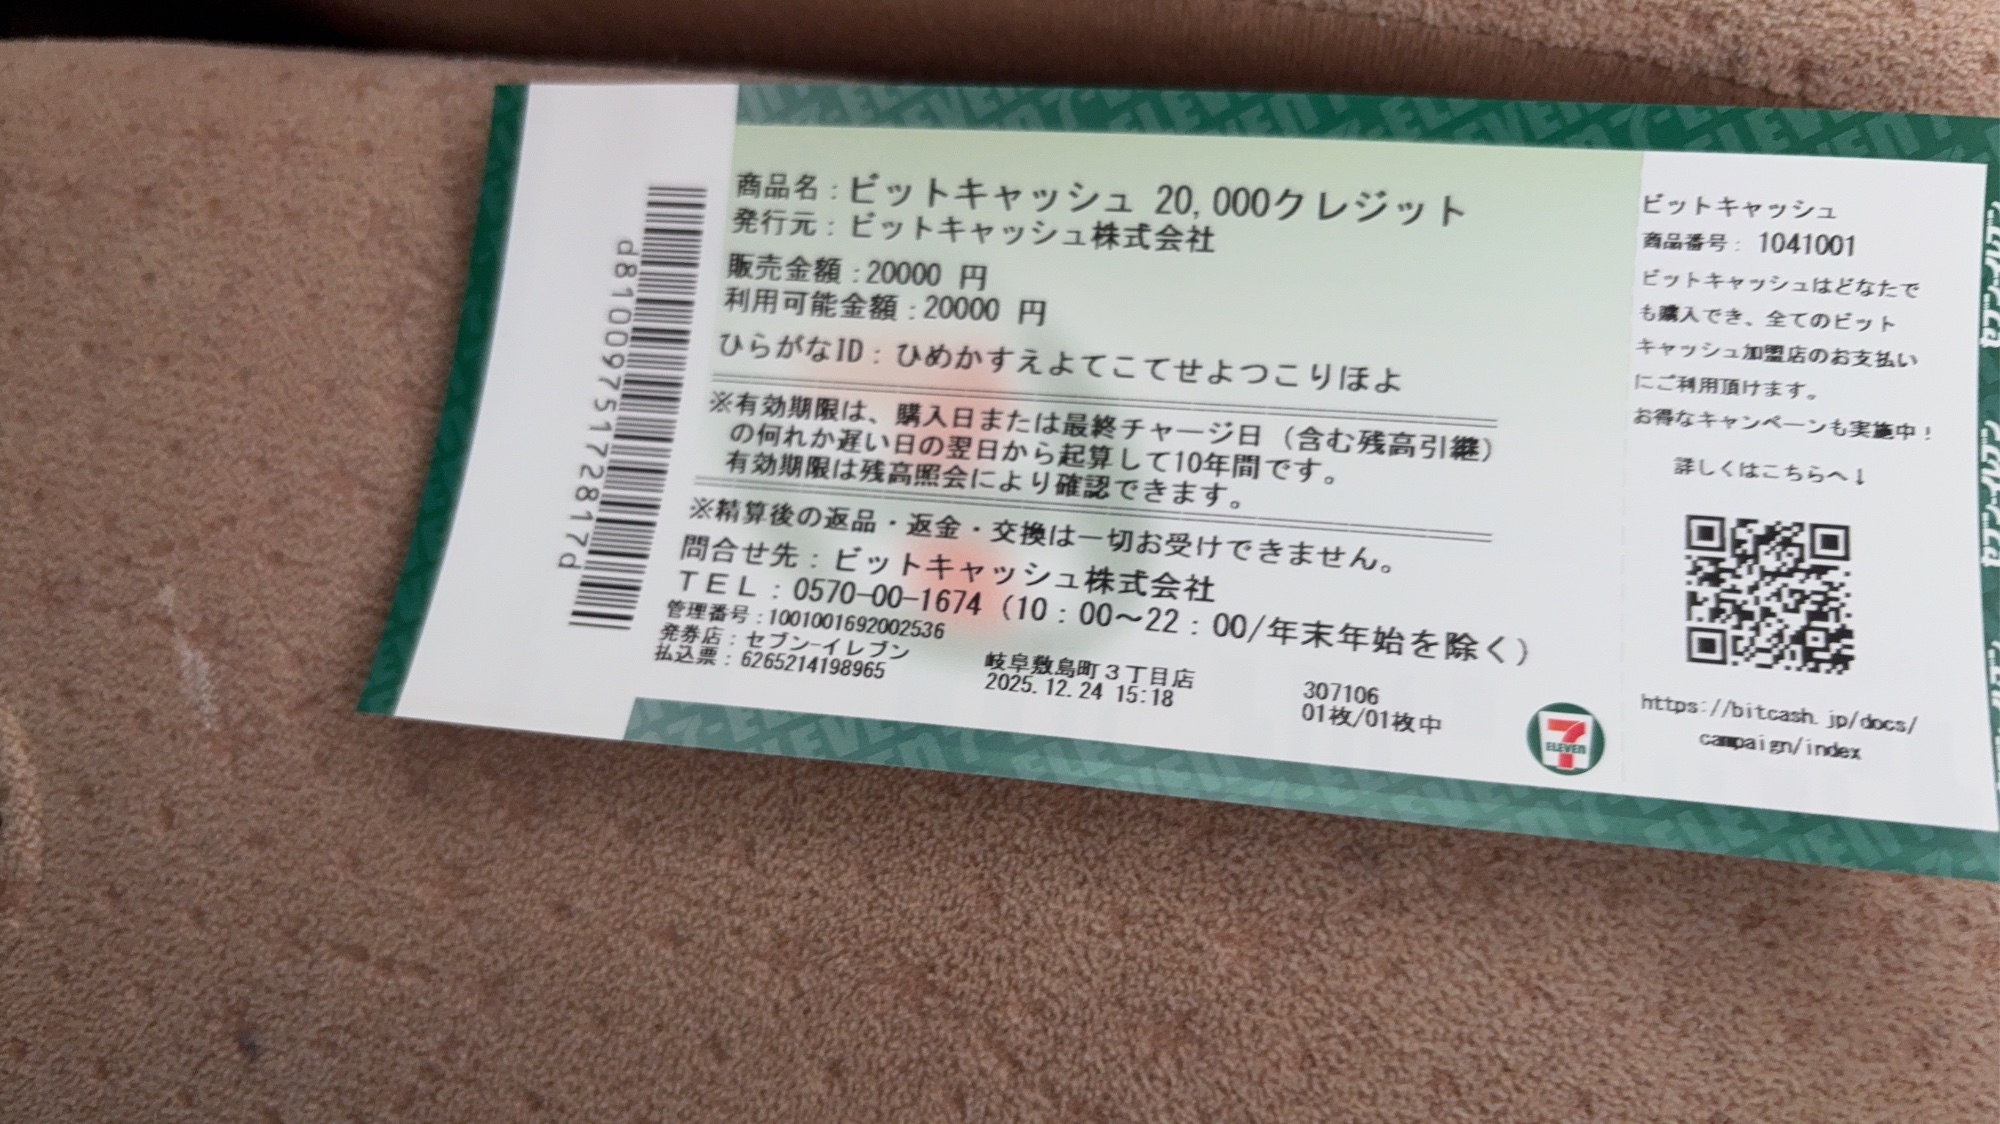 商品名：ビットキャッシュ 20,000クレジット
発行元：ビットキャッシュ株式会社
販売金額：20000 円
利用可能金額：20000 円
ひらがなID：ひめかすえよてこてせよつこりほよ
※有効期限は、購入日または最終チャージ日（含む残高引継）
の何れか遅い日の翌日から起算して10年間です。
有効期限は残高照会により確認できます。
※精算後の返品・返金・交換は一切お受けできません。
問合せ先：ビットキャッシュ株式会社
ＴＥＬ：0570-00-1674（10：00～22：00/年末年始を除く）
管理番号：1001001692002536
発券店：セブン-イレブン 岐阜敷島町３丁目店 307106
払込票：6265214198965 2025.12.24 15:18 01枚/01枚中
d8100975172817d
7 ELEVEn
ビットキャッシュ
商品番号：1041001
ビットキャッシュはどなたで
も購入でき、全てのビット
キャッシュ加盟店のお支払い
にご利用頂けます。
お得なキャンペーンも実施中！
詳しくはこちらへ↓
https://bitcash.jp/docs/
campaign/index
セブン-イレブン